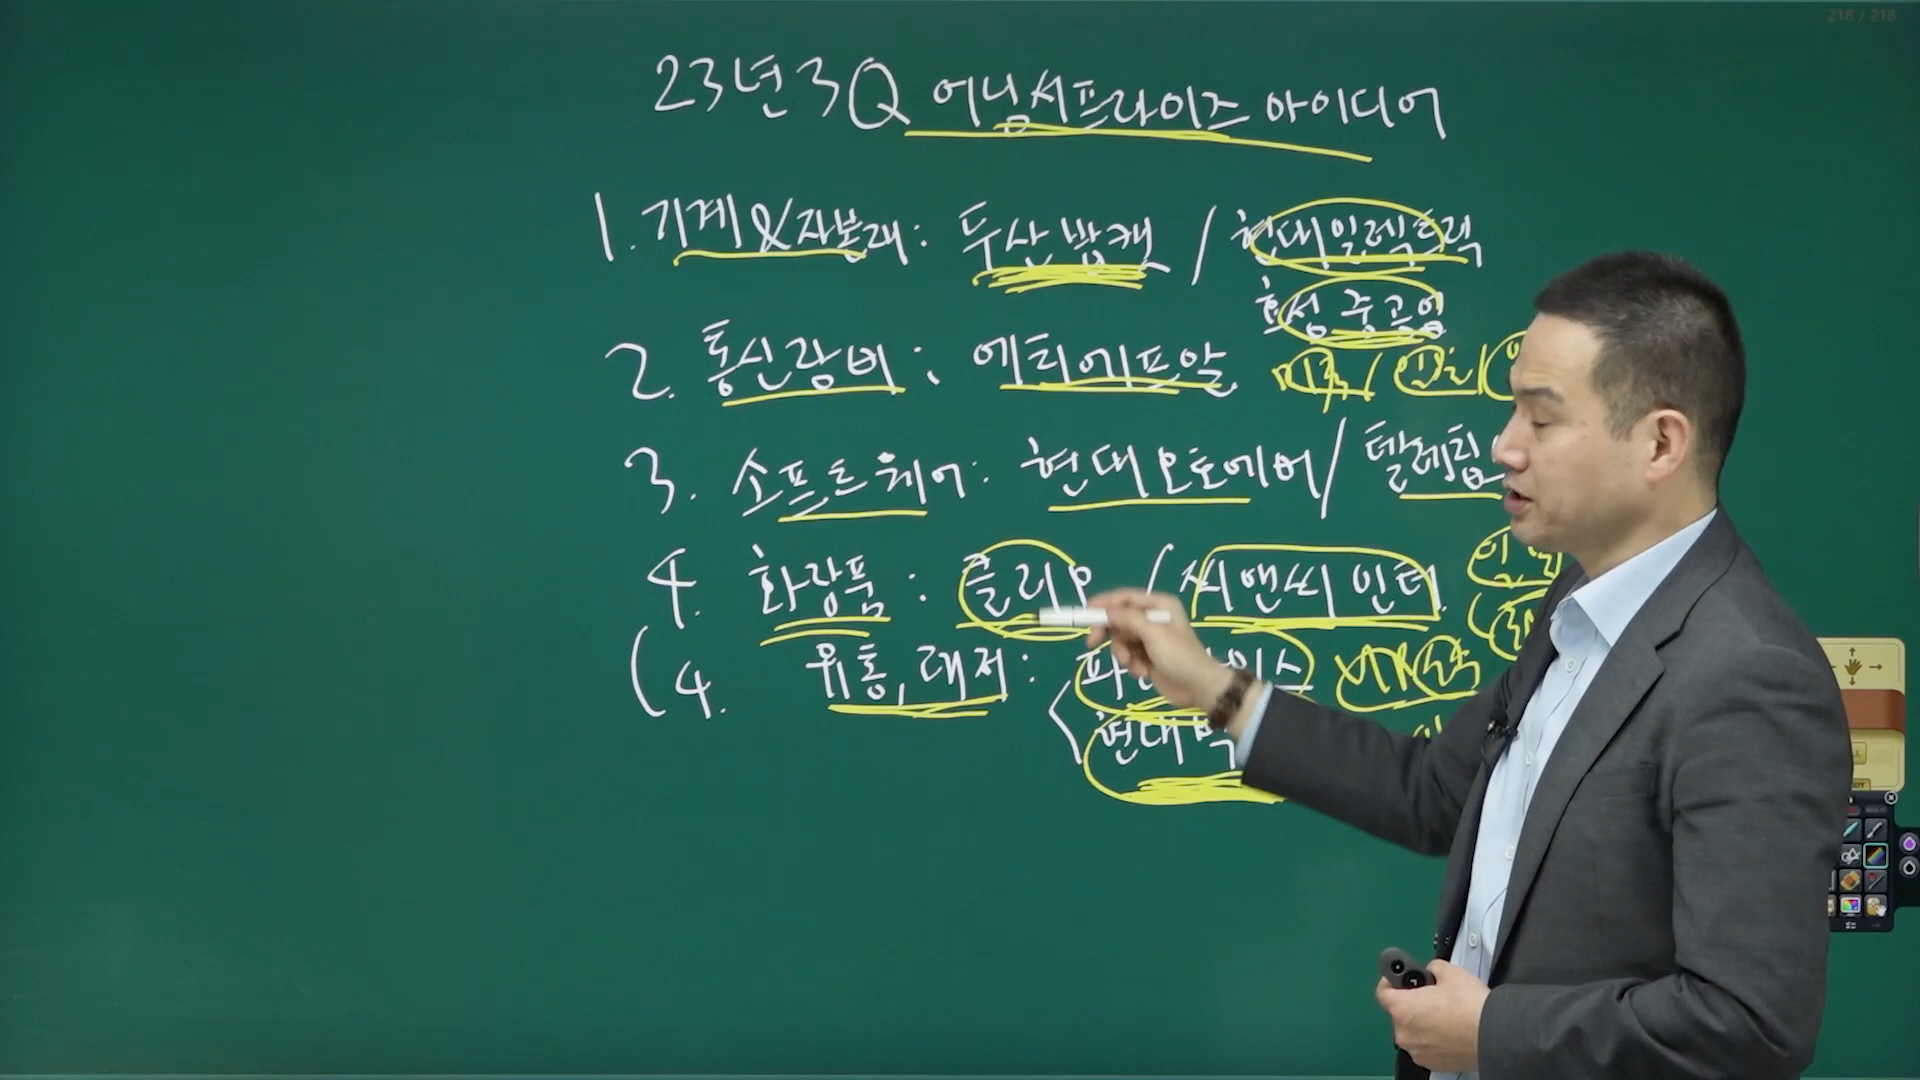 218 / 218
23년 3Q 어닝서프라이즈 아이디어
1. 기계 & 자본재 : 두산밥캣 / 현대일렉트릭
효성 중공업
2. 통신장비 : 에티에프알
3. 소프트웨어 : 현대오토에버 / 텔레칩
4. 화장품 : 클리오 / 씨앤씨 인터.
(4. 유통, 레저 :
현대백